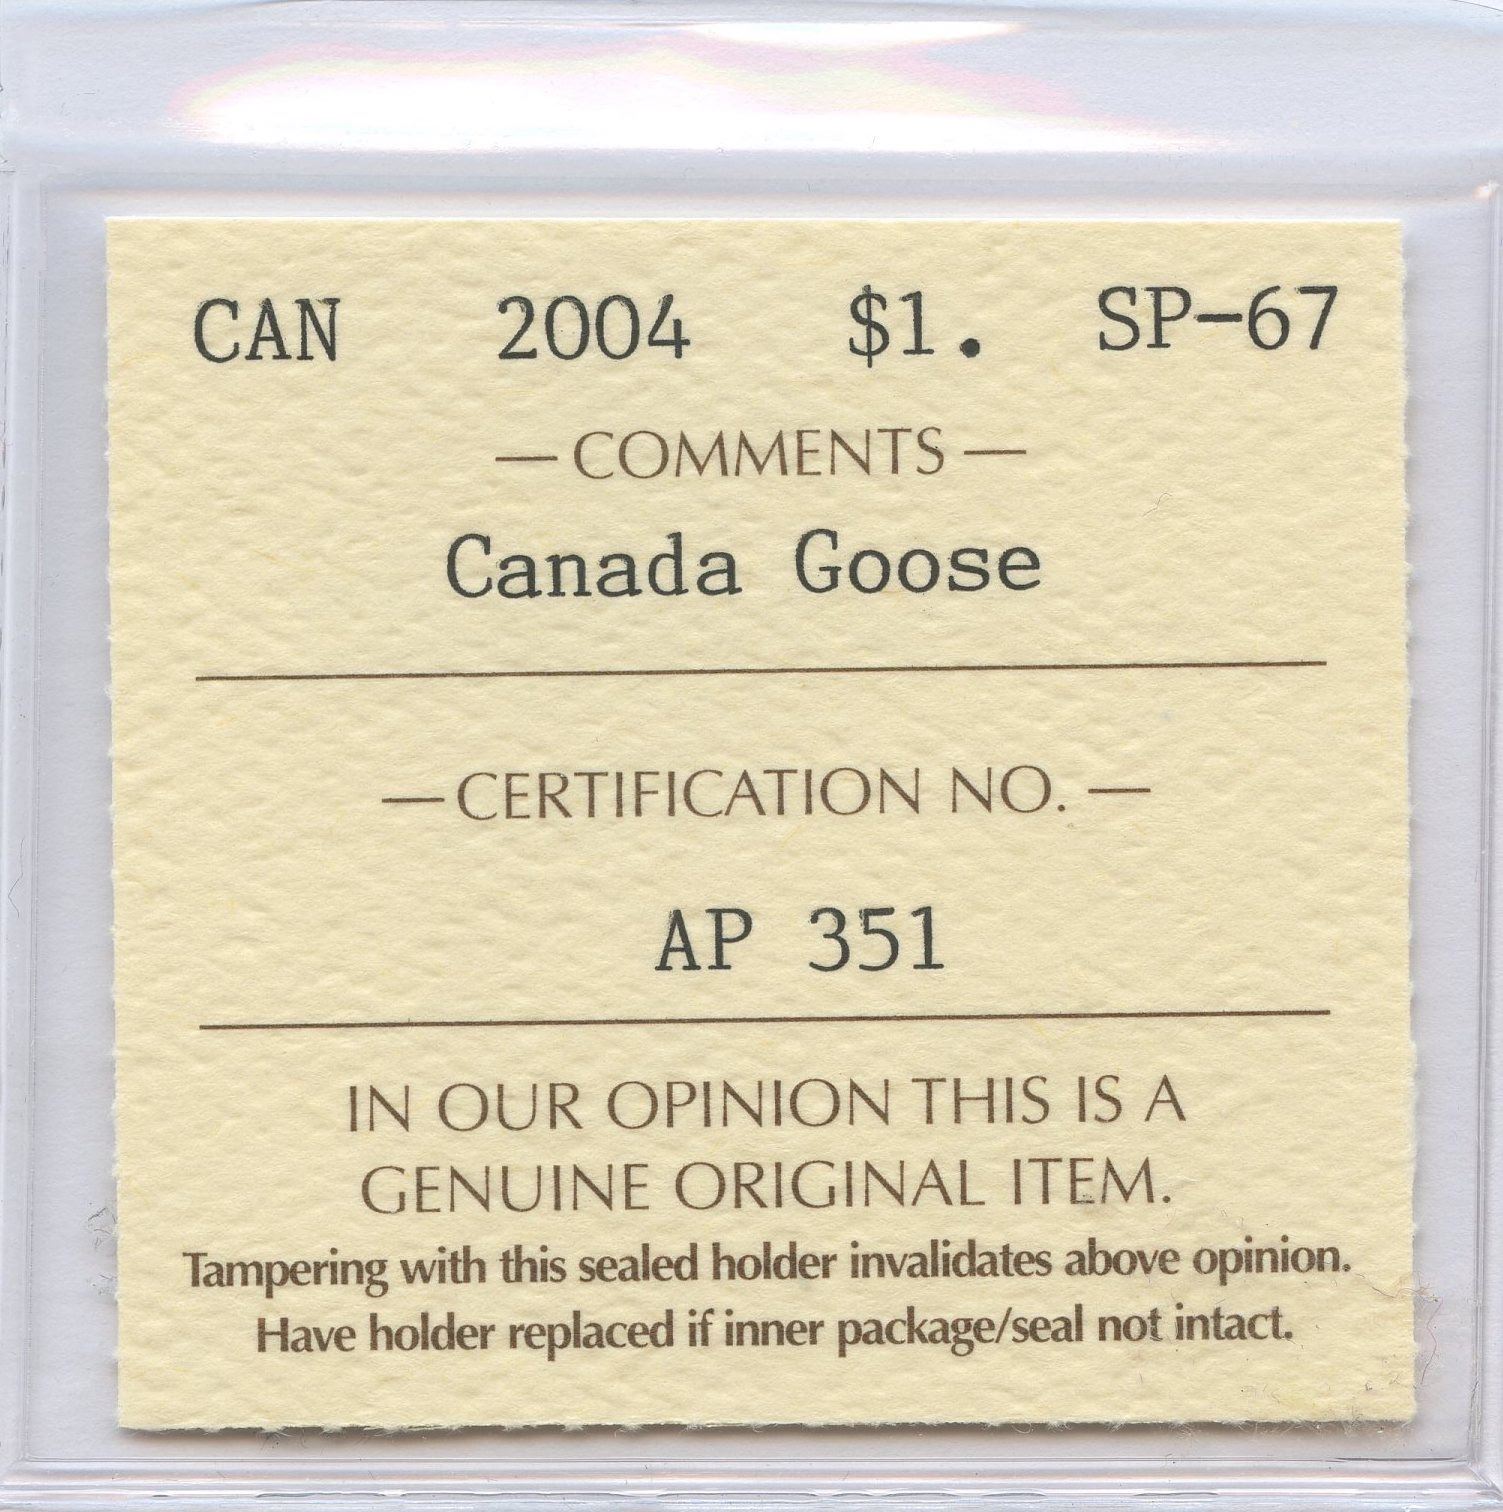 CAN 2004 $1. SP-67
— COMMENTS —
Canada Goose
— CERTIFICATION NO. —
AP 351
IN OUR OPINION THIS IS A
GENUINE ORIGINAL ITEM.
Tampering with this sealed holder invalidates above opinion.
Have holder replaced if inner package/seal not intact.